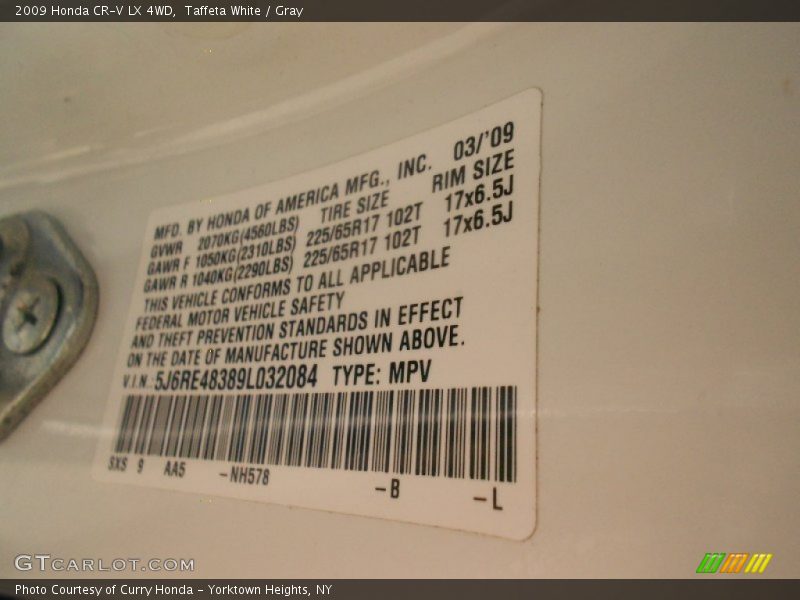 2009 Honda CR-V LX 4WD,  Taffeta White / Gray
MFD. BY HONDA OF AMERICA MFG., INC. 03/'09
GVWR 2070KG(4560LBS) TIRE SIZE RIM SIZE
GAWR F 1050KG(2310LBS) 225/65R17 102T 17x6.5J
GAWR R 1040KG(2290LBS) 225/65R17 102T 17x6.5J
THIS VEHICLE CONFORMS TO ALL APPLICABLE
FEDERAL MOTOR VEHICLE SAFETY
AND THEFT PREVENTION STANDARDS IN EFFECT
ON THE DATE OF MANUFACTURE SHOWN ABOVE.
V.I.N.: 5J6RE48389L032084 TYPE: MPV
SXS 9 AA5 -NH578 -B -L
GTCARLOT.COM
Photo Courtesy of Curry Honda - Yorktown Heights, NY